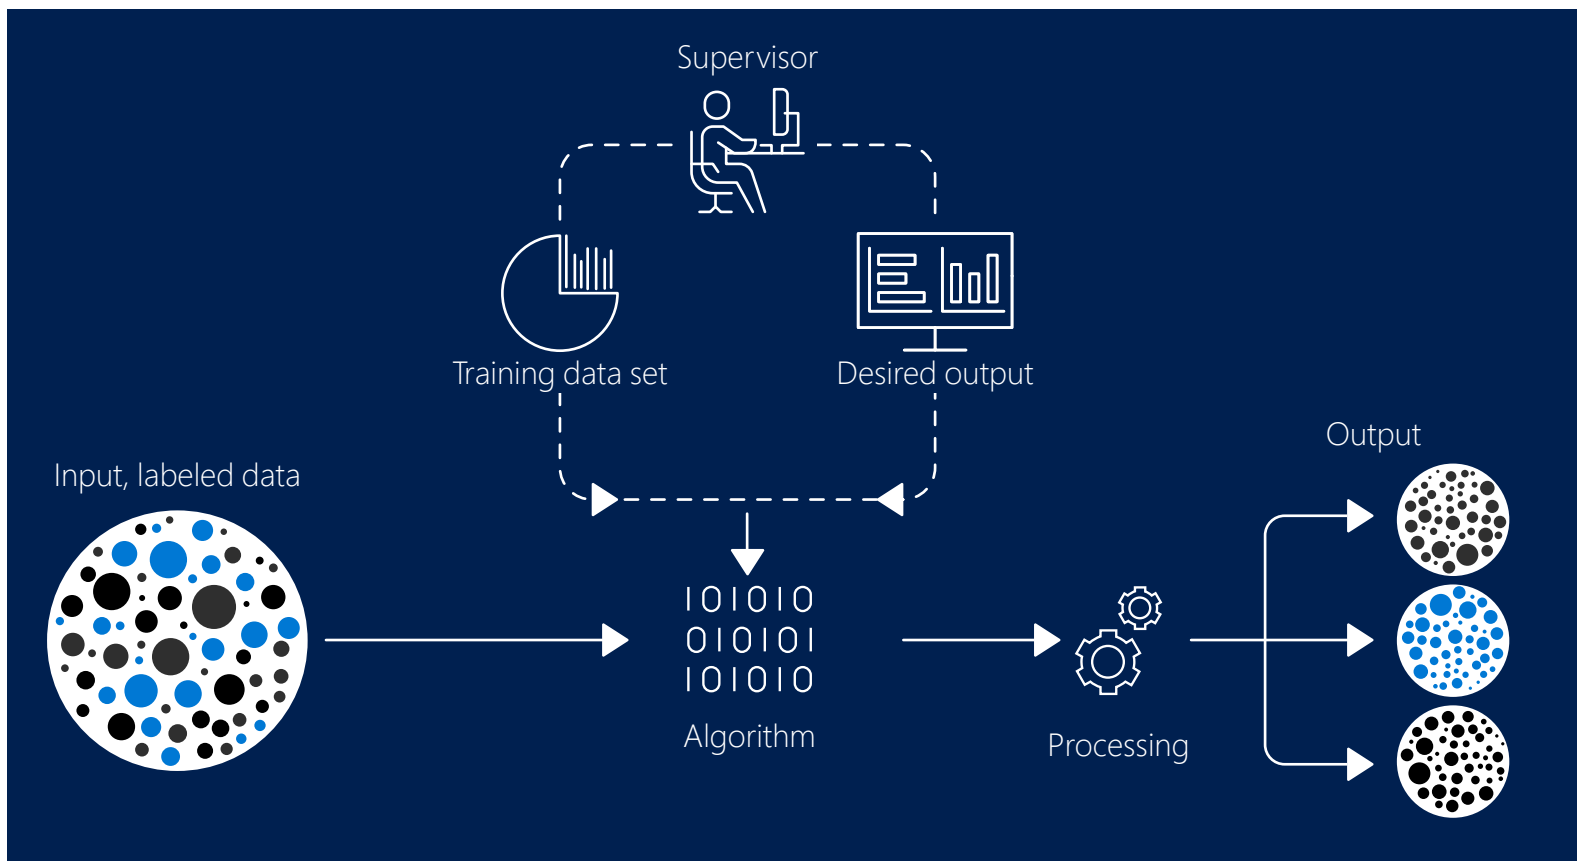 Supervisor
Training data set
Desired output
Output
Input, labeled data
101010
010101
101010
Algorithm
Processing